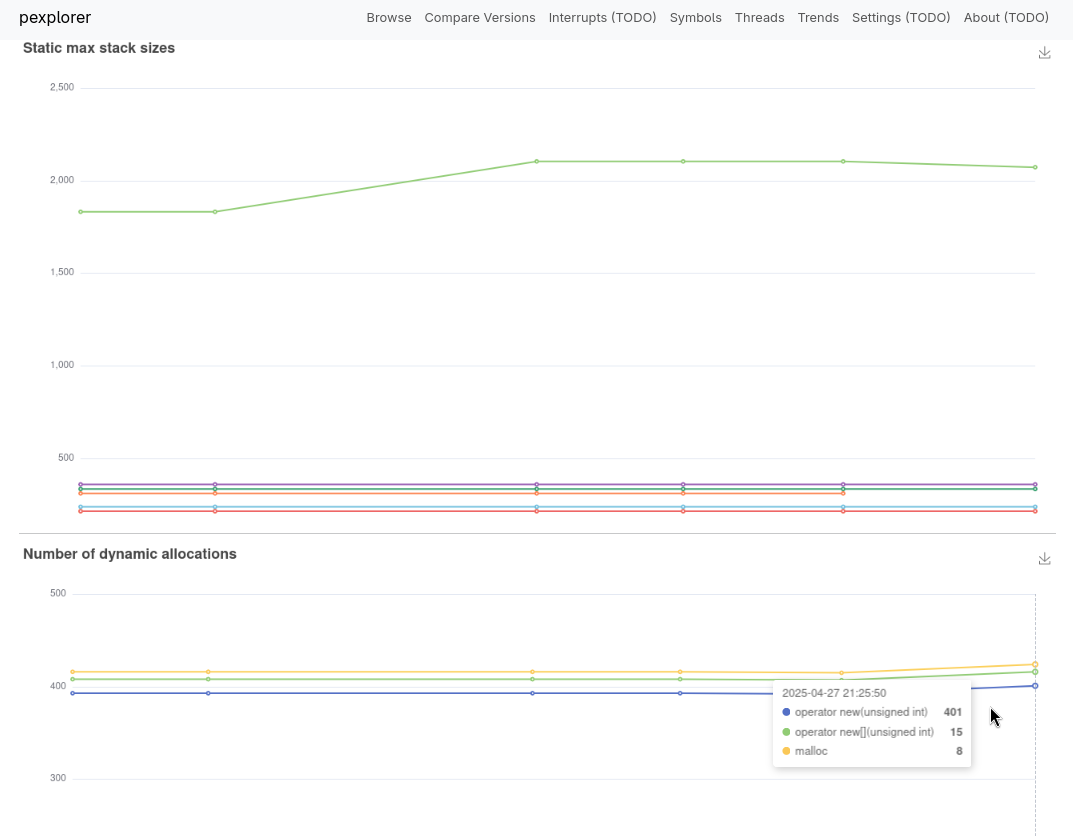 pexplorer Browse Compare Versions Interrupts (TODO) Symbols Threads Trends Settings (TODO) About (TODO)
Static max stack sizes
2,500
2,000
1,500
1,000
500
Number of dynamic allocations
500
400
2025-04-27 21:25:50
operator new(unsigned int) 401
operator new[](unsigned int) 15
malloc 8
300